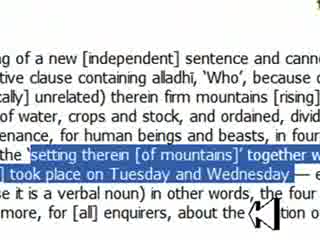 ng of a new [independent] sentence and canno
tive clause containing alladhī, 'Who', because o
cally] unrelated) therein firm mountains [rising]
of water, crops and stock, and ordained, divid
enance, for human beings and beasts, in four
the 'setting therein [of mountains]' together w
] took place on Tuesday and Wednesday — e
se it is a verbal noun) in other words, the four
more, for [all] enquirers, about the tion o